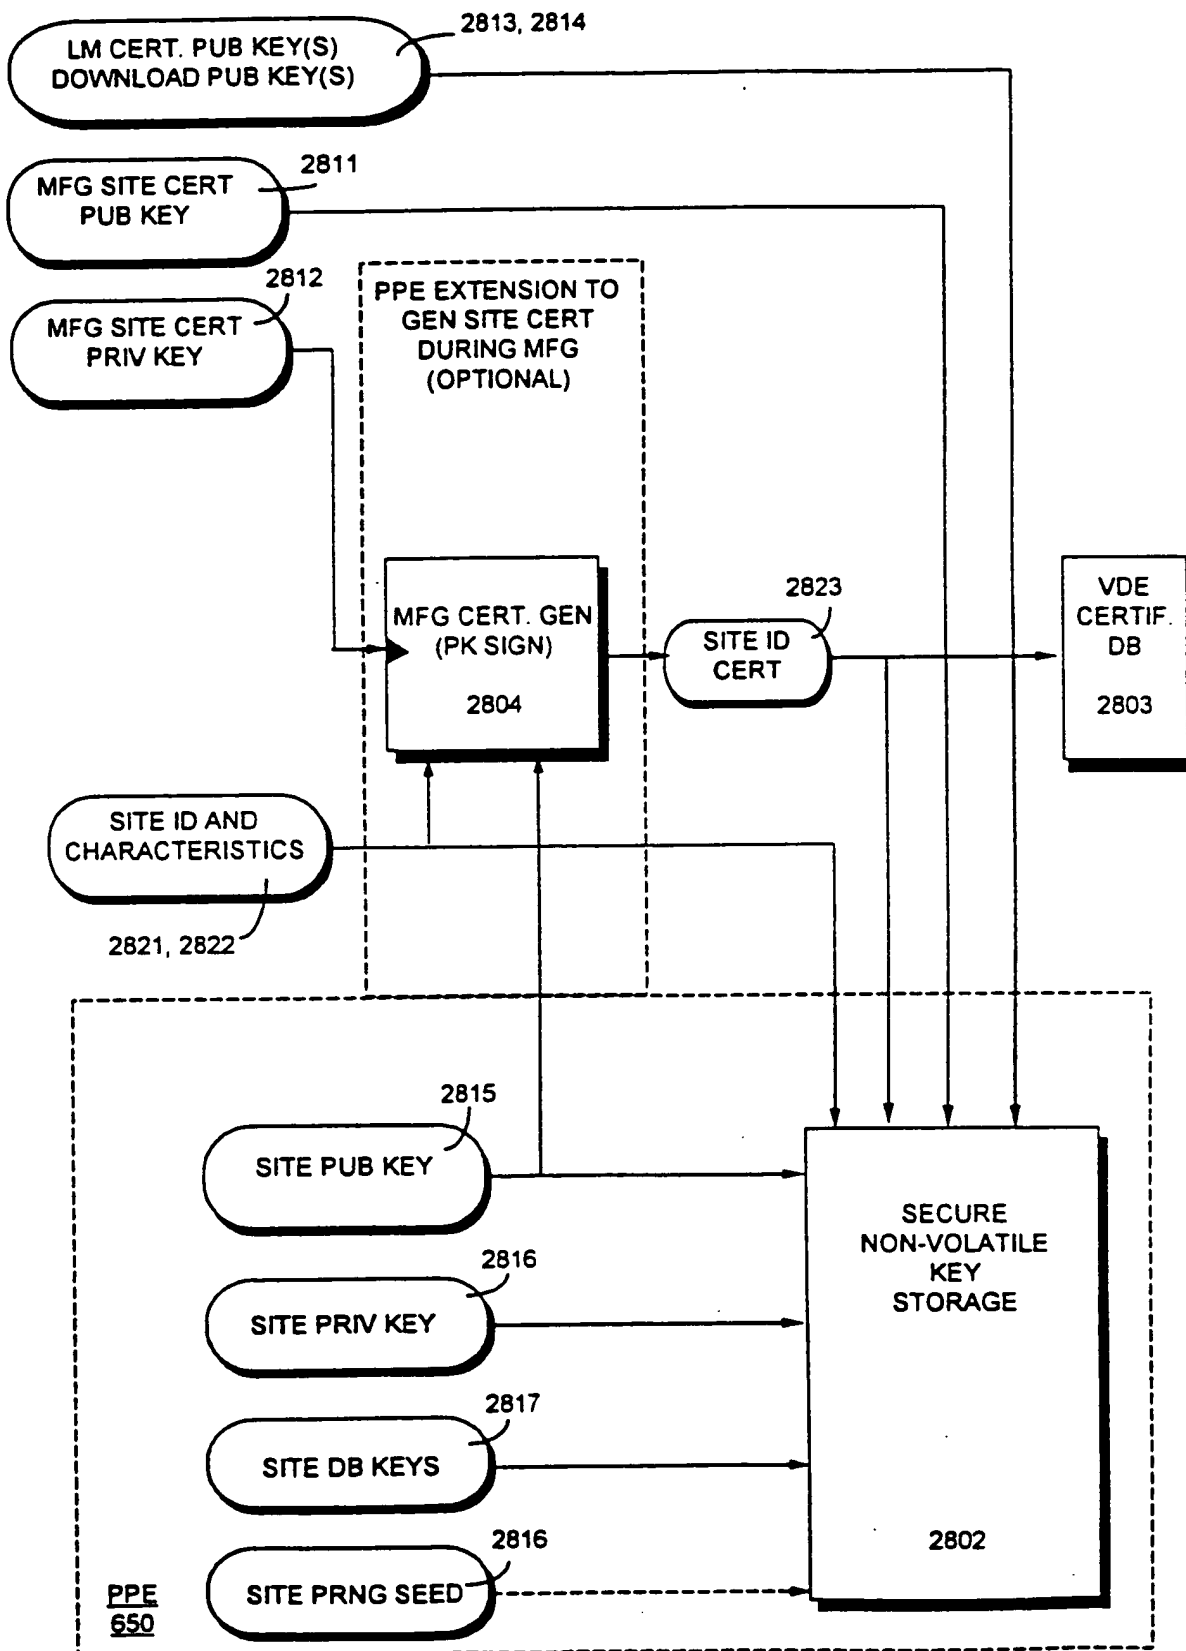 2813, 2814
LM CERT. PUB KEY(S)
DOWNLOAD PUB KEY(S)
2811
MFG SITE CERT
PUB KEY
2812
MFG SITE CERT
PRIV KEY
PPE EXTENSION TO
GEN SITE CERT
DURING MFG
(OPTIONAL)
MFG CERT. GEN
(PK SIGN)
2804
2823
SITE ID
CERT
VDE
CERTIF.
DB
2803
SITE ID AND
CHARACTERISTICS
2821, 2822
2815
SITE PUB KEY
2816
SITE PRIV KEY
2817
SITE DB KEYS
2816
SITE PRNG SEED
SECURE
NON-VOLATILE
KEY
STORAGE
2802
PPE
650